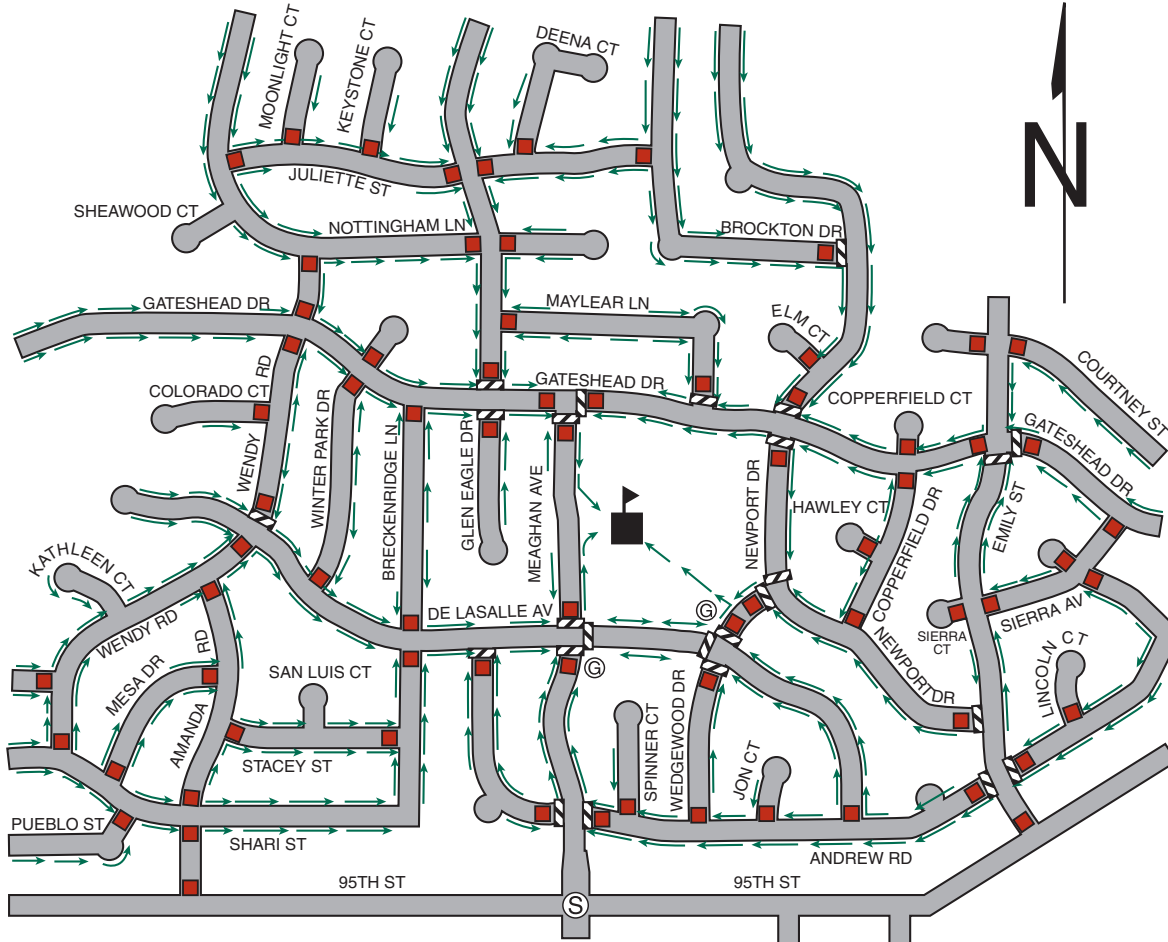 MOONLIGHT CT
KEYSTONE CT
DEENA CT
N
JULIETTE ST
SHEAWOOD CT
NOTTINGHAM LN
BROCKTON DR
GATESHEAD DR
MAYLEAR LN
ELM CT
COURTNEY ST
WENDY RD
COLORADO CT
WINTER PARK DR
BRECKENRIDGE LN
GATESHEAD DR
GLEN EAGLE DR
MEAGHAN AVE
NEWPORT DR
COPPERFIELD CT
GATESHEAD DR
HAWLEY CT
COPPERFIELD DR
EMILY ST
KATHLEEN CT
WENDY RD
DE LASALLE AV
G
SIERRA CT
SIERRA AV
NEWPORT DR
LINCOLN CT
MESA DR
AMANDA RD
SAN LUIS CT
G
WEDGEWOOD DR
SPINNER CT
JON CT
STACEY ST
PUEBLO ST
SHARI ST
ANDREW RD
95TH ST
95TH ST
S